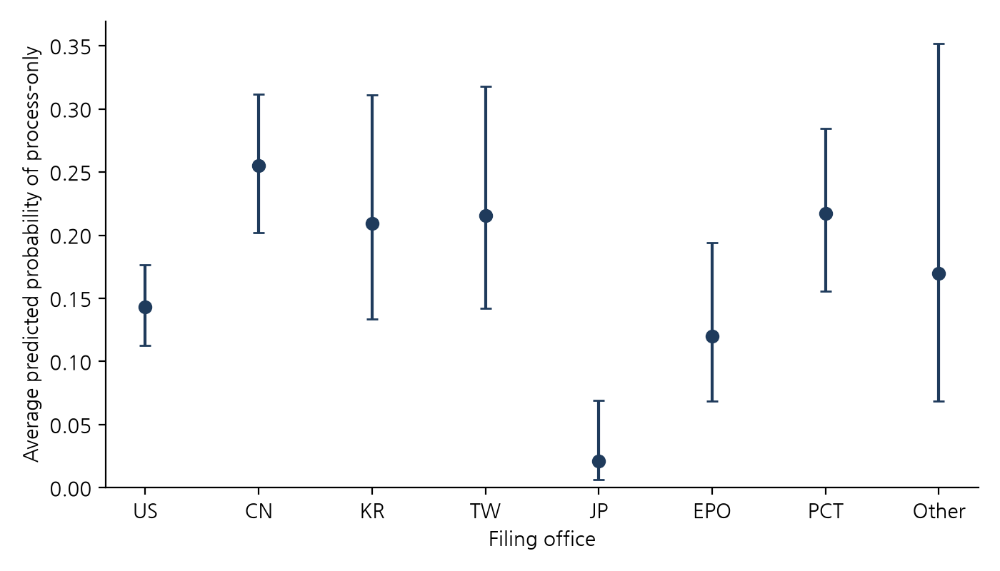 Average predicted probability of process-only
0.35
0.30
0.25
0.20
0.15
0.10
0.05
0.00
US CN KR TW JP EPO PCT Other
Filing office